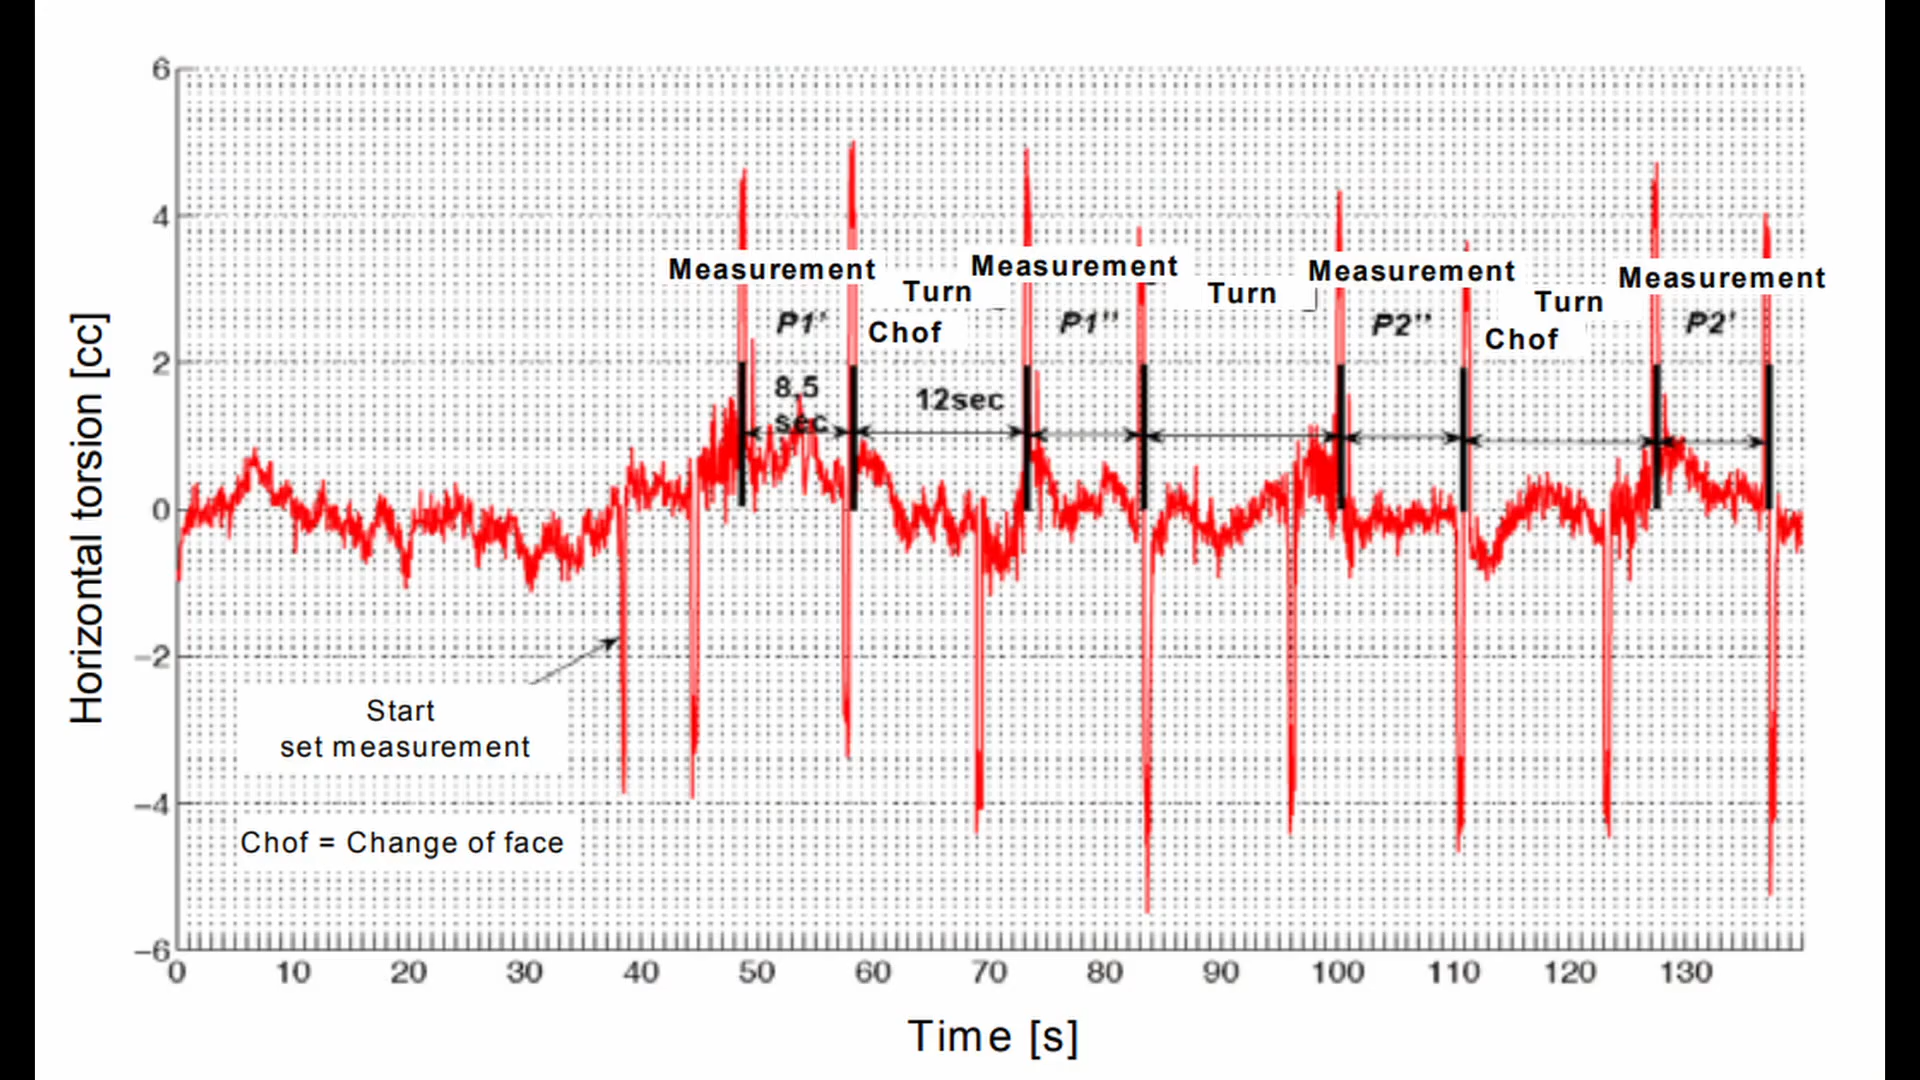 6
4
2
0
−2
−4
−6
Horizontal torsion [cc]
Measurement
Turn
Chof
P1'
8,5
sec
12sec
Measurement
P1''
Turn
Measurement
P2''
Turn
Chof
Measurement
P2'
Start
set measurement
Chof = Change of face
0 10 20 30 40 50 60 70 80 90 100 110 120 130
Time [s]